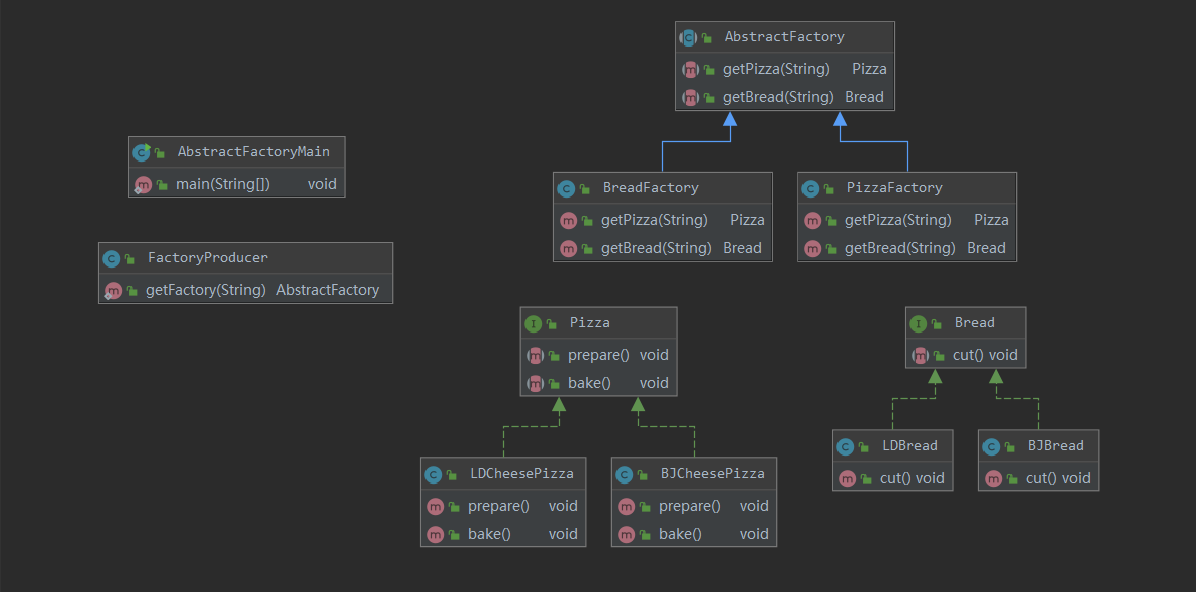 AbstractFactory
getPizza(String) Pizza
getBread(String) Bread
AbstractFactoryMain
main(String[]) void
BreadFactory
getPizza(String) Pizza
getBread(String) Bread
PizzaFactory
getPizza(String) Pizza
getBread(String) Bread
FactoryProducer
getFactory(String) AbstractFactory
Pizza
prepare() void
bake() void
Bread
cut() void
LDCheesePizza
prepare() void
bake() void
BJCheesePizza
prepare() void
bake() void
LDBread
cut() void
BJBread
cut() void